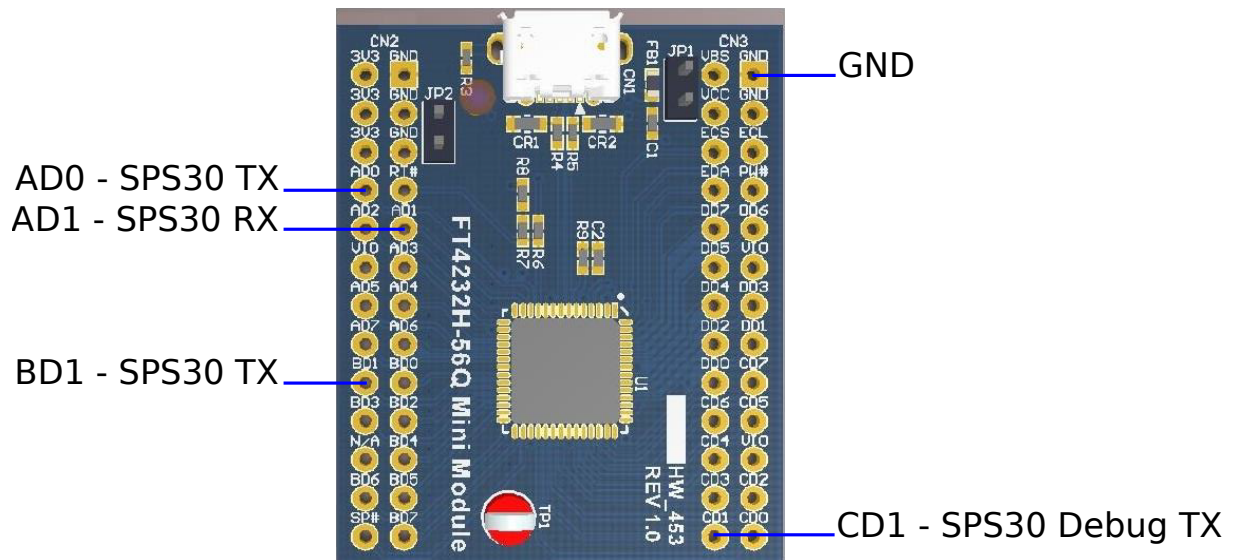 AD0 - SPS30 TX
AD1 - SPS30 RX
BD1 - SPS30 TX
CN2
3V3 GND
3V3 GND
3V3 GND
AD0 RT#
AD2 AD1
VIO AD3
AD5 AD4
AD7 AD6
BD1 BD0
BD3 BD2
N/A BD4
BD6 BD5
SP# BD7
JP2
R3
CN1
FB1
JP1
CR1
R4
R5
CR2
C1
R8
R7
R6
R9
C2
FT4232H-56Q Mini Module
U1
TP1
HW_453
REV 1.0
CN3
VBS GND
VCC GND
ECS ECL
EDA PW#
DD7 DD6
DD5 VIO
DD4 DD3
DD2 DD1
DD0 CD7
CD6 CD5
CD4 VIO
CD3 CD2
CD1 CD0
GND
CD1 - SPS30 Debug TX